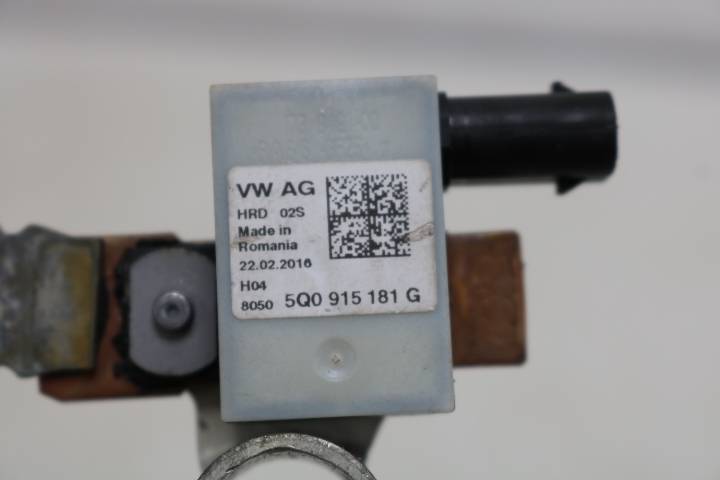 VW AG
HRD 02S
Made in
Romania
22.02.2016
H04
8050 5Q0 915 181 G